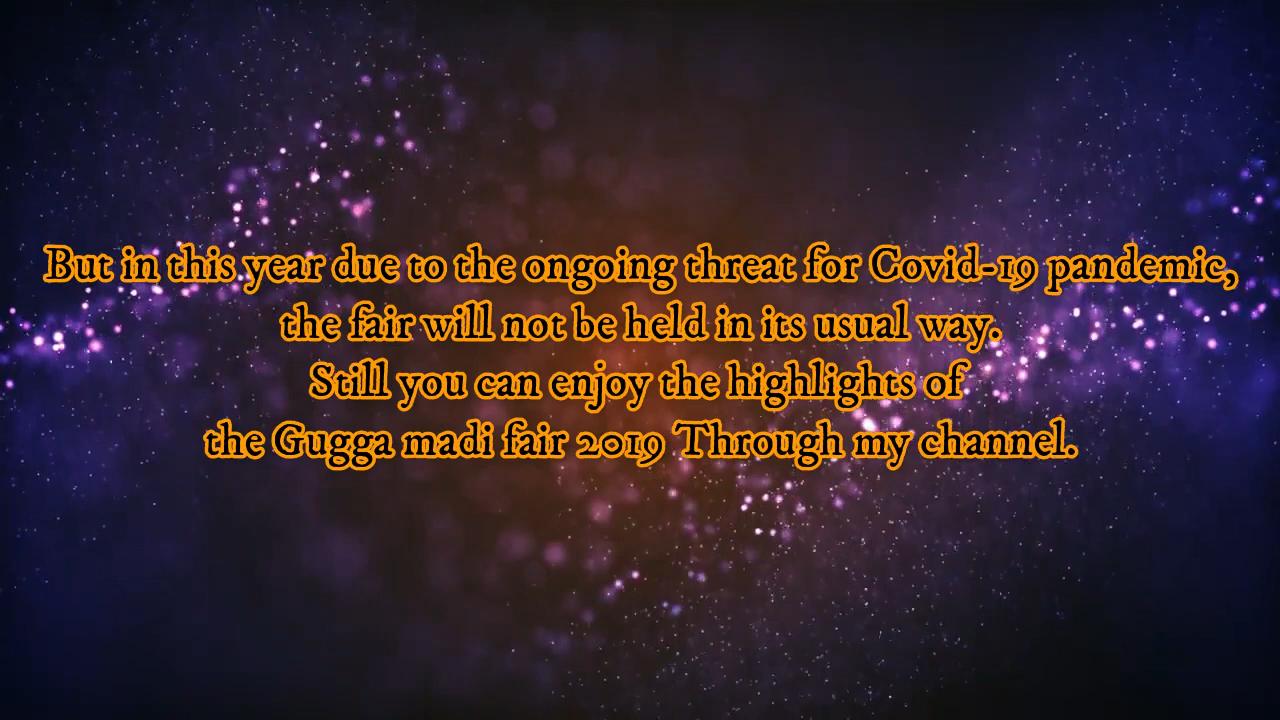 But in this year due to the ongoing threat for Covid-19 pandemic,
the fair will not be held in its usual way.
Still you can enjoy the highlights of
the Gugga madi fair 2019 Through my channel.